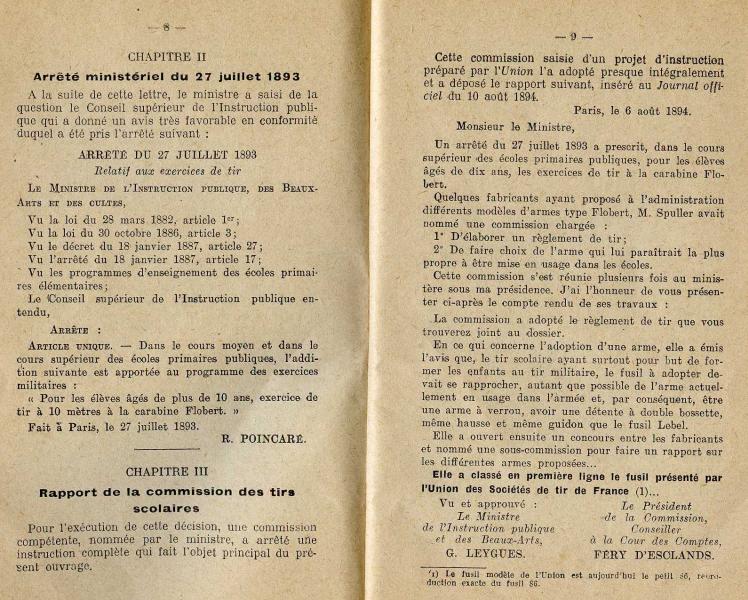 — 8 —
CHAPITRE II
Arrêté ministériel du 27 juillet 1893
A la suite de cette lettre, le ministre a saisi de la
question le Conseil supérieur de l'Instruction publi-
que qui a donné un avis très favorable en conformité
duquel a été pris l'arrêté suivant :
ARRÊTÉ DU 27 JUILLET 1893
Relatif aux exercices de tir
LE MINISTRE DE L'INSTRUCTION PUBLIQUE, DES BEAUX-
ARTS ET DES CULTES,
Vu la loi du 28 mars 1882, article 1er;
Vu la loi du 30 octobre 1886, article 3;
Vu le décret du 18 janvier 1887, article 27;
Vu l'arrêté du 18 janvier 1887, article 17;
Vu les programmes d'enseignement des écoles primai-
res élémentaires;
Le Conseil supérieur de l'Instruction publique en-
tendu,
ARRÊTE :
ARTICLE UNIQUE. — Dans le cours moyen et dans le
cours supérieur des écoles primaires publiques, l'addi-
tion suivante est apportée au programme des exercices
militaires :
« Pour les élèves âgés de plus de 10 ans, exercice de
tir à 10 mètres à la carabine Flobert. »
Fait à Paris, le 27 juillet 1893.
R. POINCARÉ.
CHAPITRE III
Rapport de la commission des tirs
scolaires
Pour l'exécution de cette décision, une commission
compétente, nommée par le ministre, a arrêté une
instruction complète qui fait l'objet principal du pré-
sent ouvrage.
— 9 —
Cette commission saisie d'un projet d'instruction
préparé par l'Union l'a adopté presque intégralement
et a déposé le rapport suivant, inséré au Journal offi-
ciel du 10 août 1894.
Paris, le 6 août 1894.
Monsieur le Ministre,
Un arrêté du 27 juillet 1893 a prescrit, dans le cours
supérieur des écoles primaires publiques, pour les élèves
âgés de dix ans, les exercices de tir à la carabine Flo-
bert.
Quelques fabricants ayant proposé à l'administration
différents modèles d'armes type Flobert, M. Spuller avait
nommé une commission chargée :
1° D'élaborer un règlement de tir;
2° De faire choix de l'arme qui lui paraîtrait la plus
propre à être mise en usage dans les écoles.
Cette commission s'est réunie plusieurs fois au minis-
tère sous ma présidence. J'ai l'honneur de vous présen-
ter ci-après le compte rendu de ses travaux :
La commission a adopté le règlement de tir que vous
trouverez joint au dossier.
En ce qui concerne l'adoption d'une arme, elle a émis
l'avis que, le tir scolaire ayant surtout pour but de for-
mer les enfants au tir militaire, le fusil à adopter de-
vait se rapprocher, autant que possible de l'arme actuel-
lement en usage dans l'armée et, par conséquent, être
une arme à verrou, avoir une détente à double bossette,
même hausse et même guidon que le fusil Lebel.
Elle a ouvert ensuite un concours entre les fabricants
et nommé une sous-commission pour faire un rapport sur
les différentes armes proposées...
Elle a classé en première ligne le fusil présenté par
l'Union des Sociétés de tir de France (1)...
Vu et approuvé :
Le Ministre
de l'Instruction publique
et des Beaux-Arts,
G. LEYGUES.
Le Président
de la Commission,
Conseiller
à la Cour des Comptes,
FÉRY D'ESCLANDS.
(1) Le fusil modèle de l'Union est aujourd'hui le petit 86, repro-
duction exacte du fusil 86.